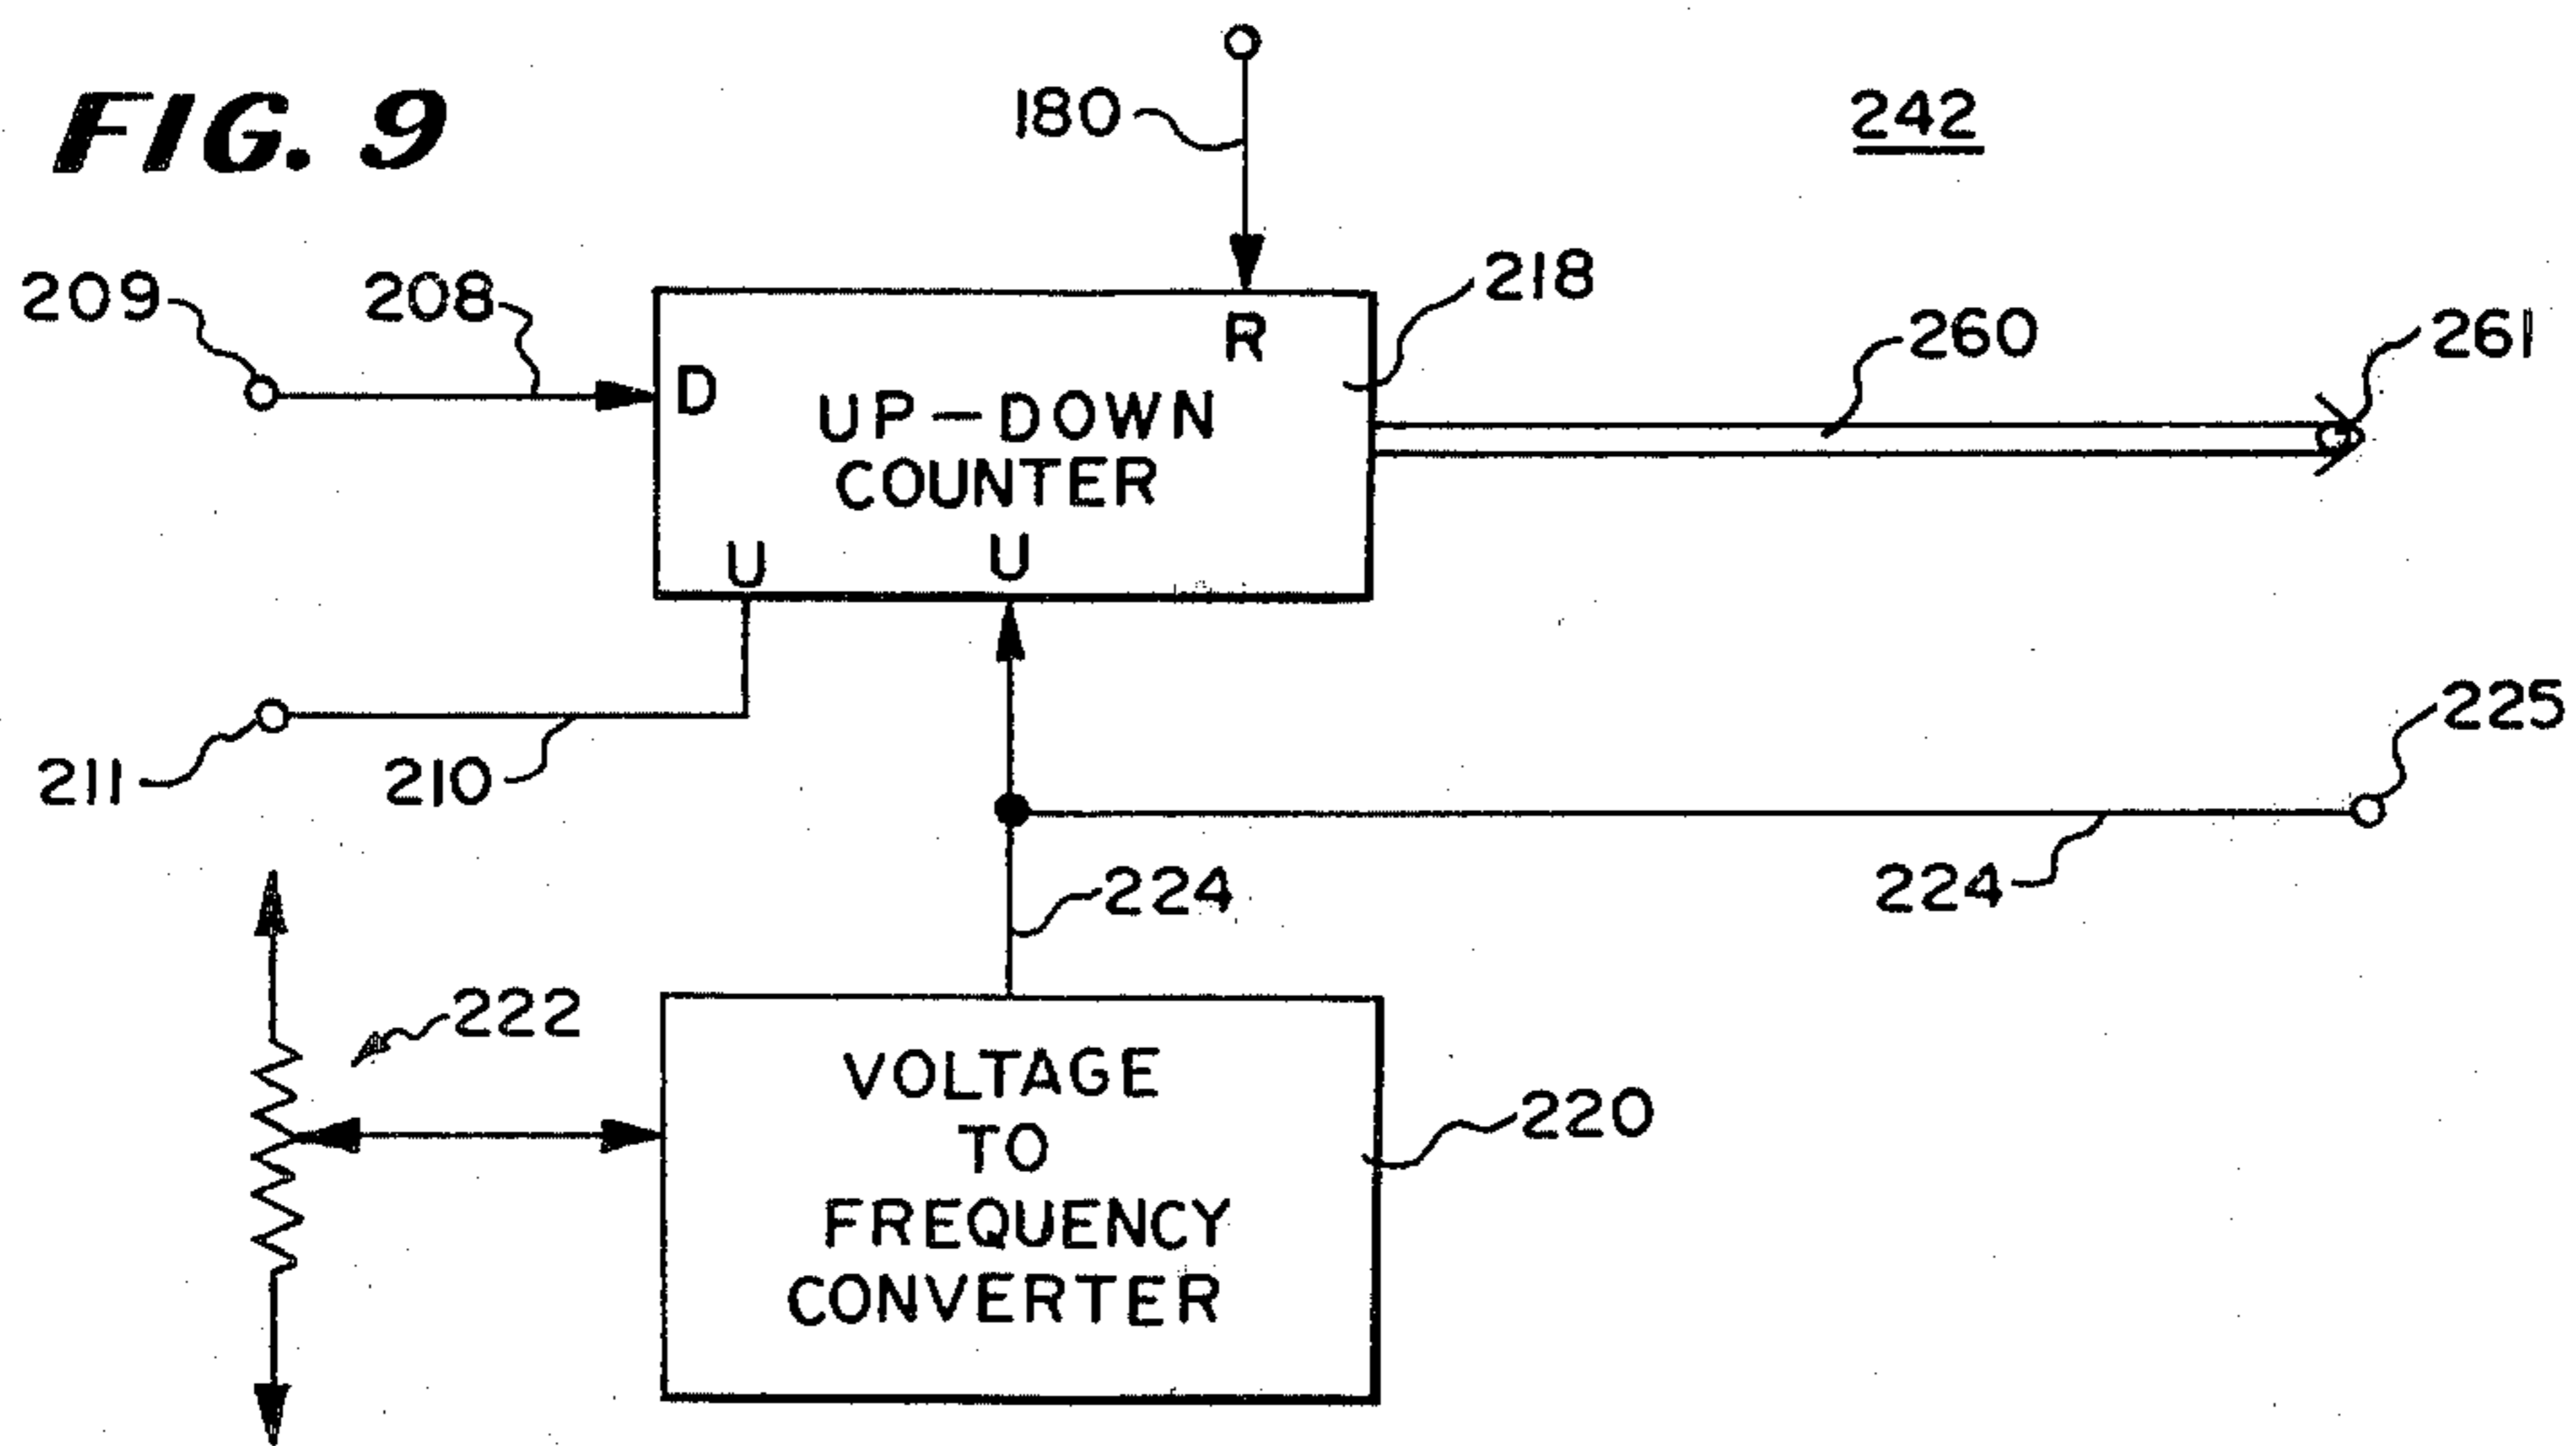 FIG. 9
180
242
209
208
218
R
260
261
D
UP-DOWN
COUNTER
U
U
211
210
225
224
224
222
VOLTAGE
TO
FREQUENCY
CONVERTER
220